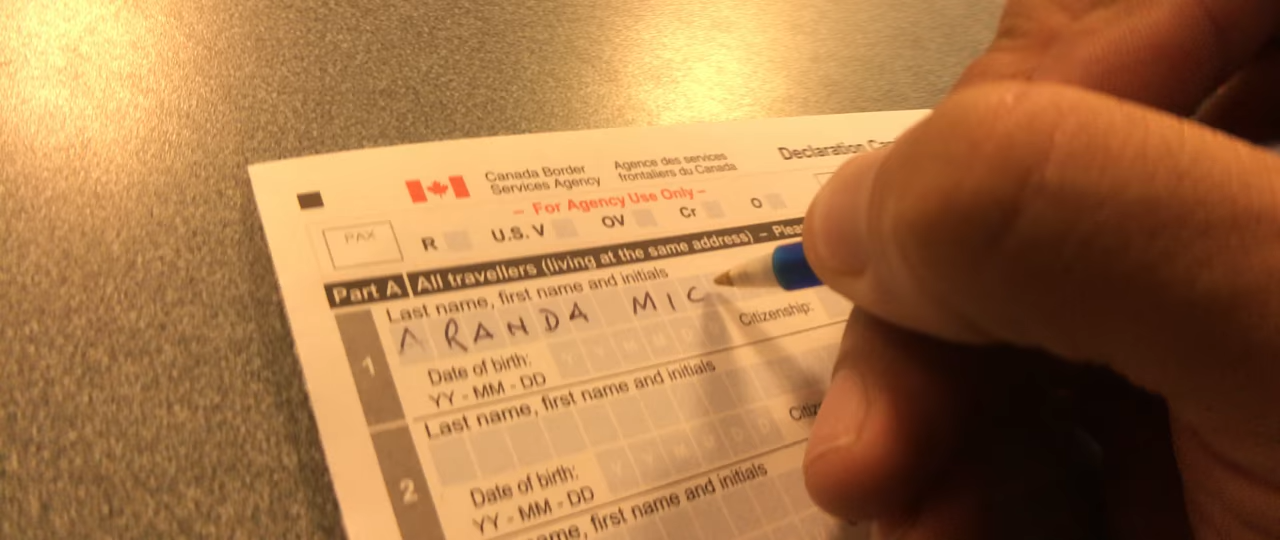 Canada Border Services Agency
Agence des services frontaliers du Canada
Declaration
– For Agency Use Only –
PAX
R U.S. V OV Cr O
Part A All travellers (living at the same address) –
Last name, first name and initials
1
ARANDA MIC
Date of birth:
YY - MM - DD
Citizenship:
Last name, first name and initials
2
Date of birth:
YY - MM - DD
name, first name and initials